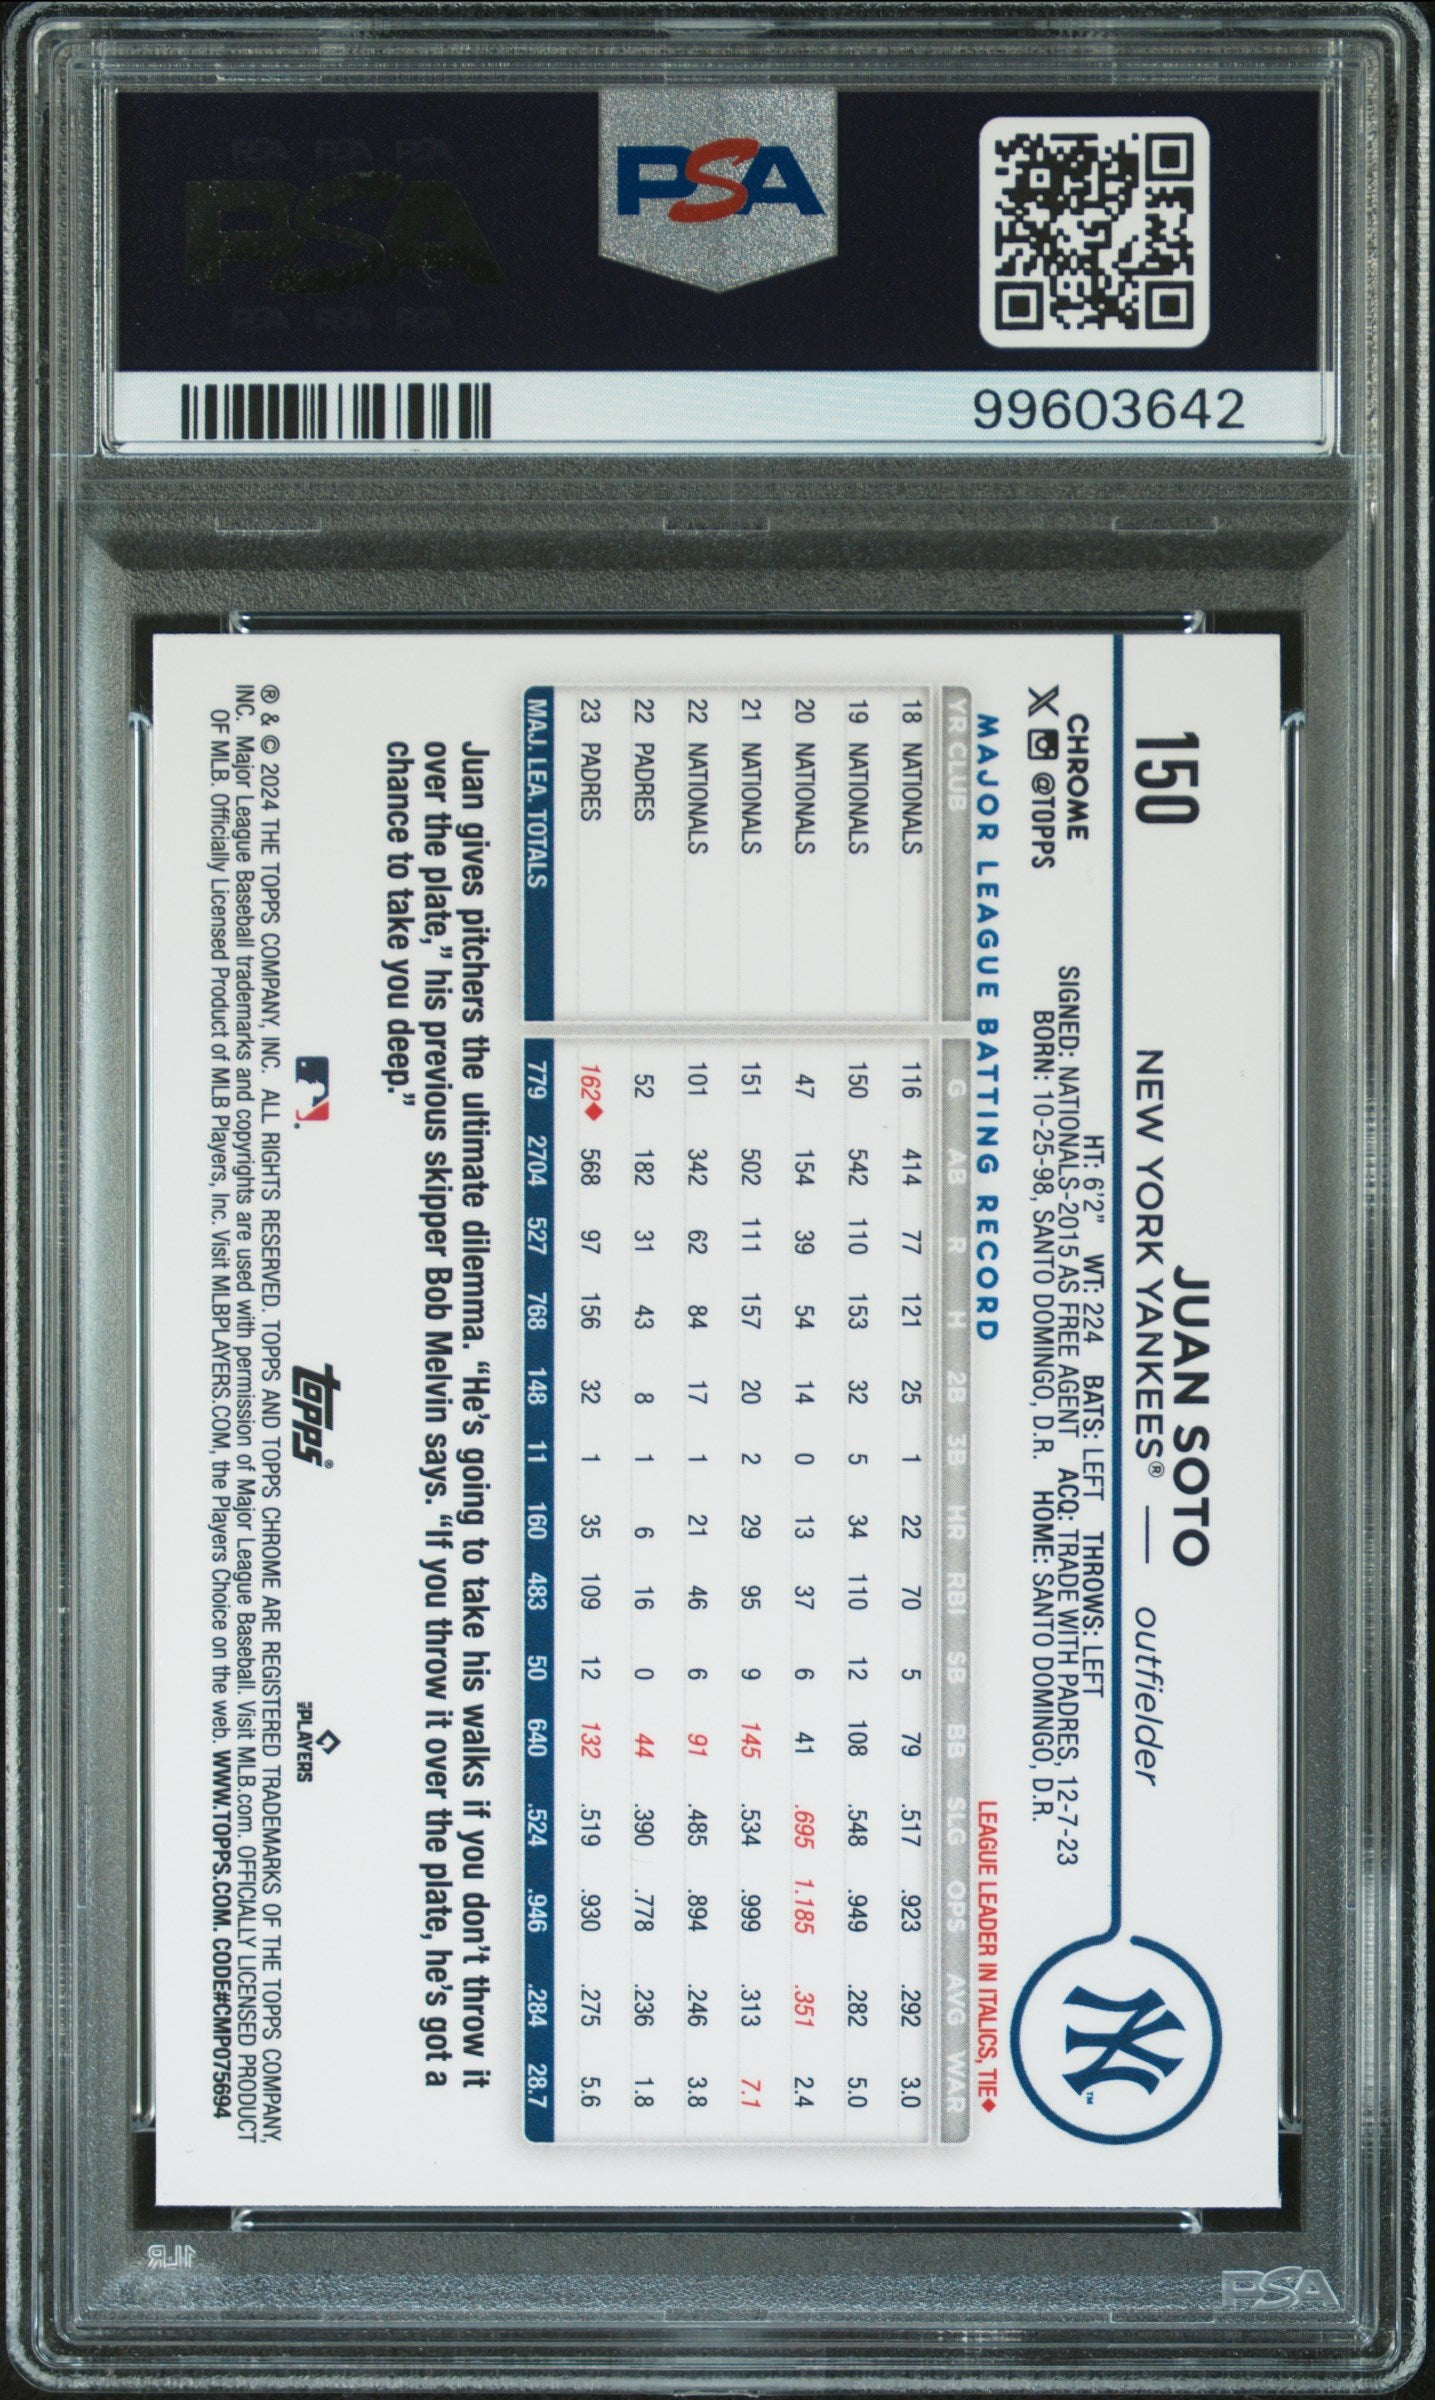 PSA PSA PSA
PSA
PSA PSA PSA
PSA
99603642
150
JUAN SOTO
NEW YORK YANKEES® — outfielder
CHROME
@TOPPS
HT: 6'2" WT: 224 BATS: LEFT THROWS: LEFT
SIGNED: NATIONALS-2015 AS FREE AGENT ACQ: TRADE WITH PADRES, 12-7-23
BORN: 10-25-98, SANTO DOMINGO, D.R. HOME: SANTO DOMINGO, D.R.
MAJOR LEAGUE BATTING RECORD
LEAGUE LEADER IN ITALICS, TIE◆
YR CLUB G AB R H 2B 3B HR RBI SB BB SLG OPS AVG WAR
18 NATIONALS 116 414 77 121 25 1 22 70 5 79 .517 .923 .292 3.0
19 NATIONALS 150 542 110 153 32 5 34 110 12 108 .548 .949 .282 5.0
20 NATIONALS 47 154 39 54 14 0 13 37 6 41 .695 1.185 .351 2.4
21 NATIONALS 151 502 111 157 20 2 29 95 9 145 .534 .999 .313 7.1
22 NATIONALS 101 342 62 84 17 1 21 46 6 91 .485 .894 .246 3.8
22 PADRES 52 182 31 43 8 1 6 16 0 44 .390 .778 .236 1.8
23 PADRES 162◆ 568 97 156 32 1 35 109 12 132 .519 .930 .275 5.6
MAJ. LEA. TOTALS 779 2704 527 768 148 11 160 483 50 640 .524 .946 .284 28.7
Juan gives pitchers the ultimate dilemma. “He’s going to take his walks if you don’t throw it
over the plate,” his previous skipper Bob Melvin says. “If you throw it over the plate, he’s got a
chance to take you deep.”
topps®
PLAYERS
® & © 2024 THE TOPPS COMPANY, INC. ALL RIGHTS RESERVED. TOPPS AND TOPPS CHROME ARE REGISTERED TRADEMARKS OF THE TOPPS COMPANY,
INC. Major League Baseball trademarks and copyrights are used with permission of Major League Baseball. Visit MLB.com. OFFICIALLY LICENSED PRODUCT
OF MLB. Officially Licensed Product of MLB Players, Inc. Visit MLBPLAYERS.COM, the Players Choice on the web. WWW.TOPPS.COM. CODE#CMP075694
PSA